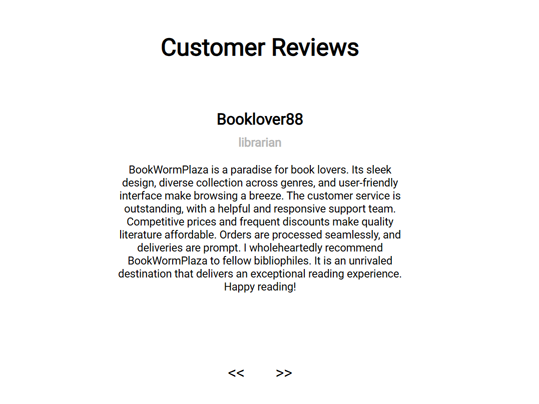 Customer Reviews
Booklover88
librarian
BookWormPlaza is a paradise for book lovers. Its sleek
design, diverse collection across genres, and user-friendly
interface make browsing a breeze. The customer service is
outstanding, with a helpful and responsive support team.
Competitive prices and frequent discounts make quality
literature affordable. Orders are processed seamlessly, and
deliveries are prompt. I wholeheartedly recommend
BookWormPlaza to fellow bibliophiles. It is an unrivaled
destination that delivers an exceptional reading experience.
Happy reading!
<< >>